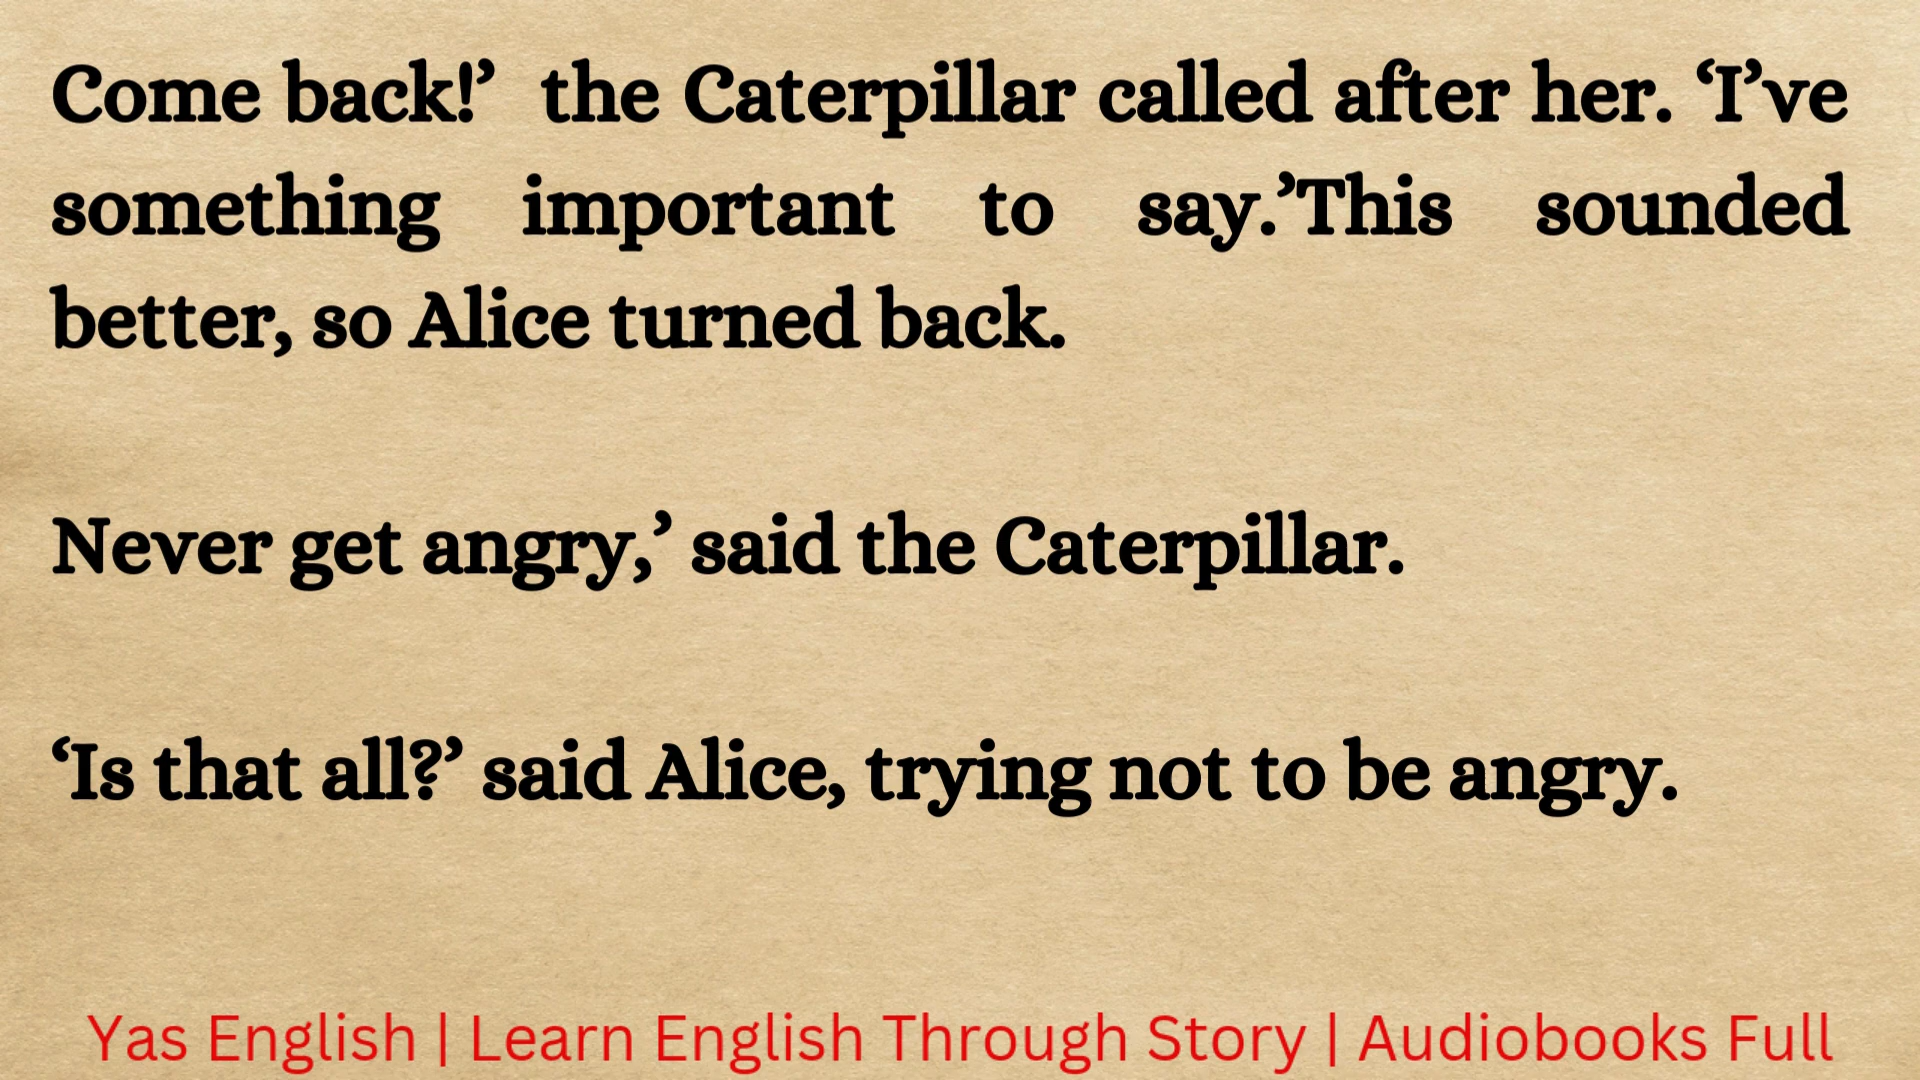 Come back!’ the Caterpillar called after her. ‘I’ve
something important to say.’This sounded
better, so Alice turned back.
Never get angry,’ said the Caterpillar.
‘Is that all?’ said Alice, trying not to be angry.
Yas English | Learn English Through Story | Audiobooks Full